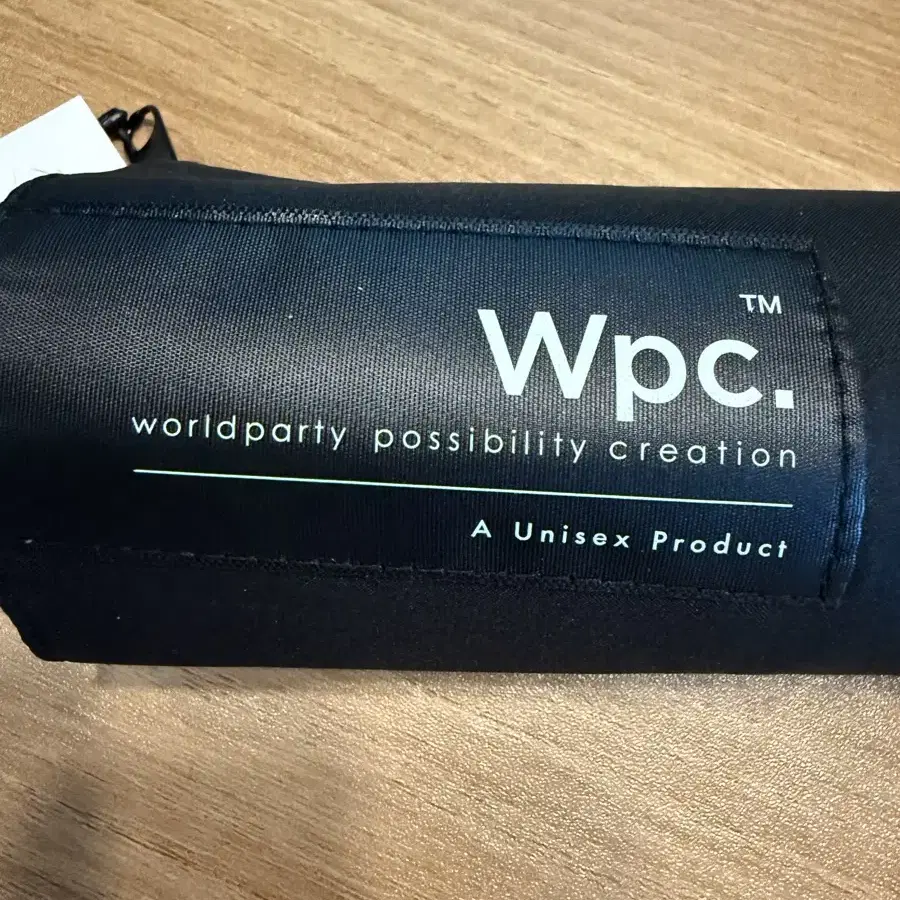 Wpc.™
worldparty possibility creation
A Unisex Product